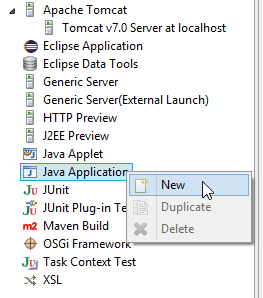 Apache Tomcat
Tomcat v7.0 Server at localhost
Eclipse Application
Eclipse Data Tools
Generic Server
Generic Server(External Launch)
HTTP Preview
J2EE Preview
Java Applet
Java Application
New
JUnit
JUnit Plug-in Te
Duplicate
Maven Build
Delete
OSGi Framework
Task Context Test
XSL